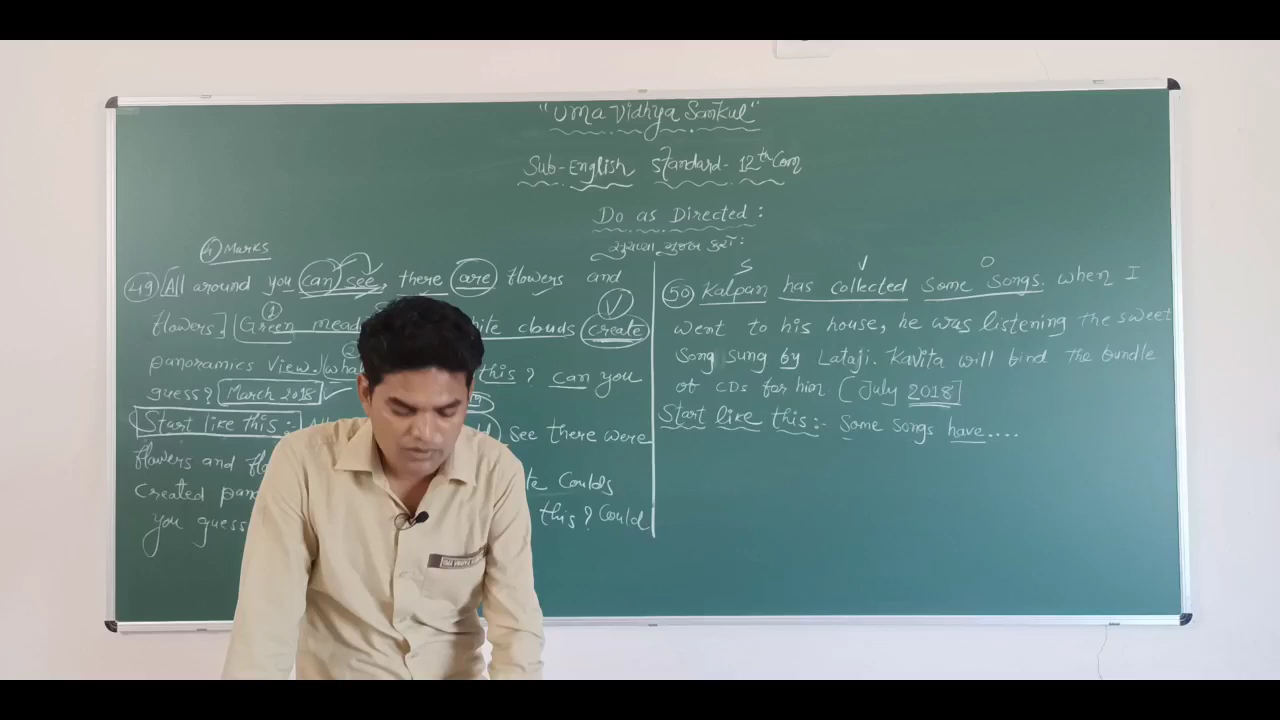 "Uma Vidhya Sankul"
Sub-English Standard-12th Com
Do as Directed:
સૂચના મુજબ કરો:
4 Marks
49 [All around you can see, there are flowers and
flowers.] [Green white clouds create
panoramics view. this? can you
guess? March 2018
Start like this:- see there were
flowers and
created Coulds
you guess this? Could
S V O
50 Kalpan has collected some songs. when I
went to his house, he was listening the sweet
song sung by Lataji. Kavita will bind the bundle
of CDs for him. (July 2018]
Start like this:- Some songs have....